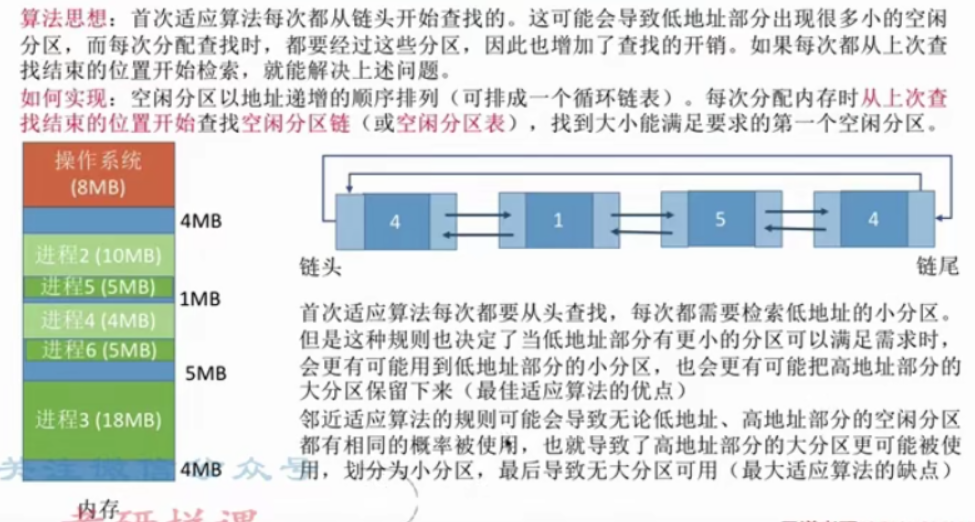 算法思想：首次适应算法每次都从链头开始查找的。这可能会导致低地址部分出现很多小的空闲
分区，而每次分配查找时，都要经过这些分区，因此也增加了查找的开销。如果每次都从上次查
找结束的位置开始检索，就能解决上述问题。
如何实现：空闲分区以地址递增的顺序排列（可排成一个循环链表）。每次分配内存时从上次查
找结束的位置开始查找空闲分区链（或空闲分区表），找到大小能满足要求的第一个空闲分区。
操作系统
(8MB)
4MB
进程2 (10MB)
进程5 (5MB)
1MB
进程4 (4MB)
进程6 (5MB)
5MB
进程3 (18MB)
4MB
内存
4
1
5
4
链头
链尾
首次适应算法每次都要从头查找，每次都需要检索低地址的小分区。
但是这种规则也决定了当低地址部分有更小的分区可以满足需求时，
会更有可能用到低地址部分的小分区，也会更有可能把高地址部分的
大分区保留下来（最佳适应算法的优点）
邻近适应算法的规则可能会导致无论低地址、高地址部分的空闲分区
都有相同的概率被使用，也就导致了高地址部分的大分区更可能被使
用，划分为小分区，最后导致无大分区可用（最大适应算法的缺点）